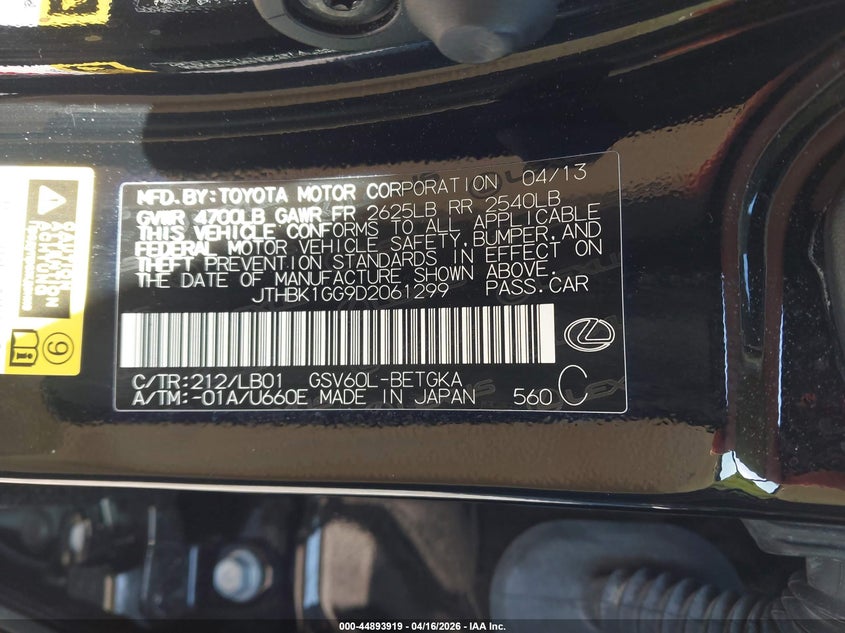 MFD.BY:TOYOTA MOTOR CORPORATION 04/13
GVWR 4700LB GAWR FR 2625LB RR 2540LB
THIS VEHICLE CONFORMS TO ALL APPLICABLE
FEDERAL MOTOR VEHICLE SAFETY,BUMPER,AND
THEFT PREVENTION STANDARDS IN EFFECT ON
THE DATE OF MANUFACTURE SHOWN ABOVE.
JTHBK1GG9D2061299 PASS.CAR
C/TR:212/LB01 GSV60L-BETGKA
A/TM:-01A/U660E MADE IN JAPAN 560 C
CAUTION
9
000-44893919 - 04/16/2026 - IAA Inc.